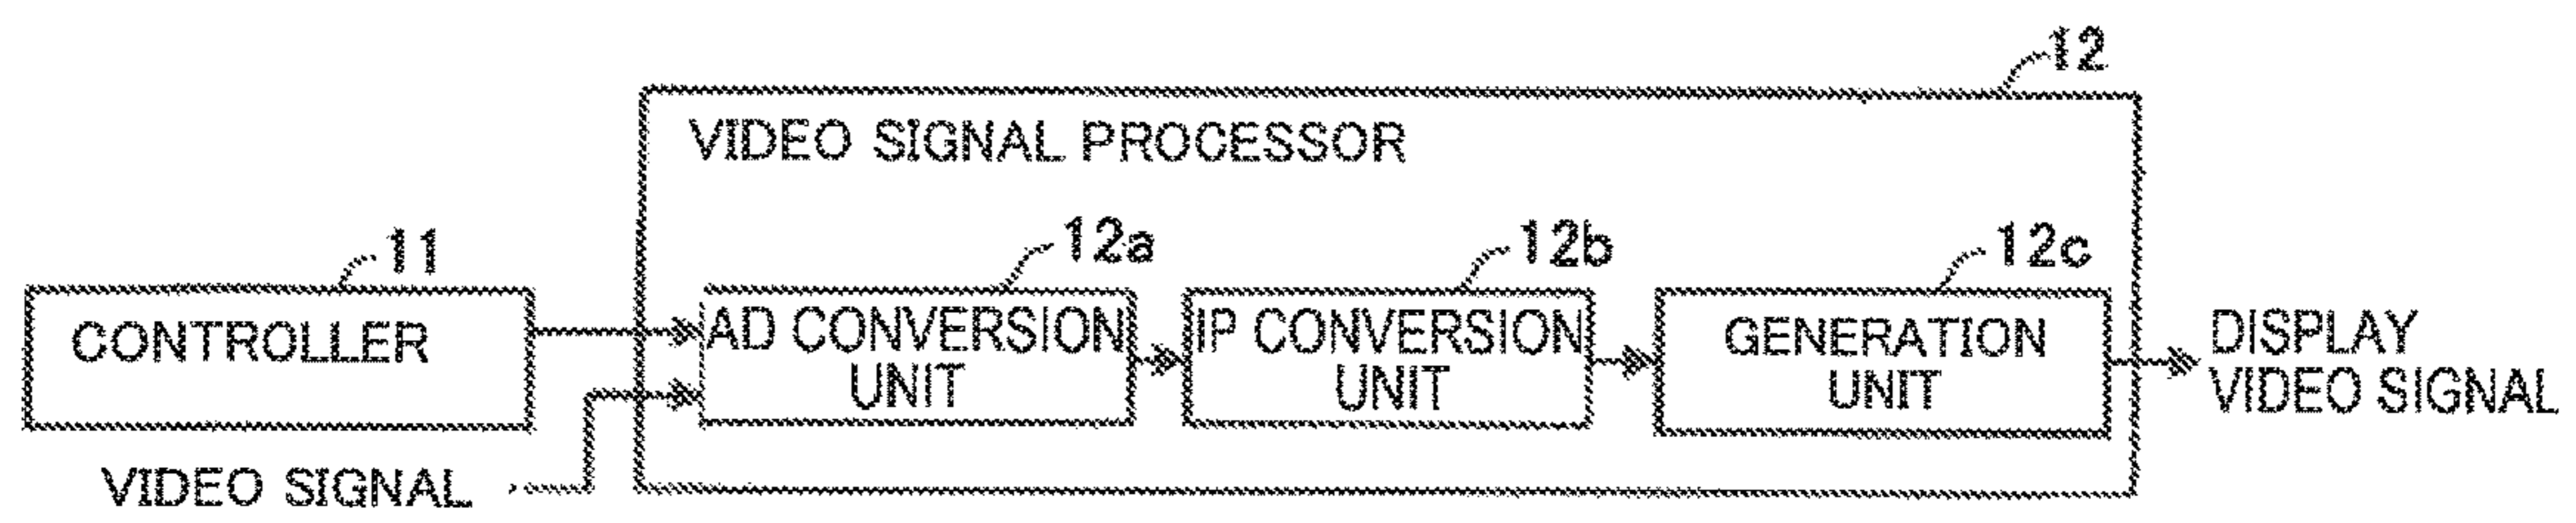 12
VIDEO SIGNAL PROCESSOR
11
12a
12b
12c
CONTROLLER
AD CONVERSION
UNIT
IP CONVERSION
UNIT
GENERATION
UNIT
DISPLAY
VIDEO SIGNAL
VIDEO SIGNAL